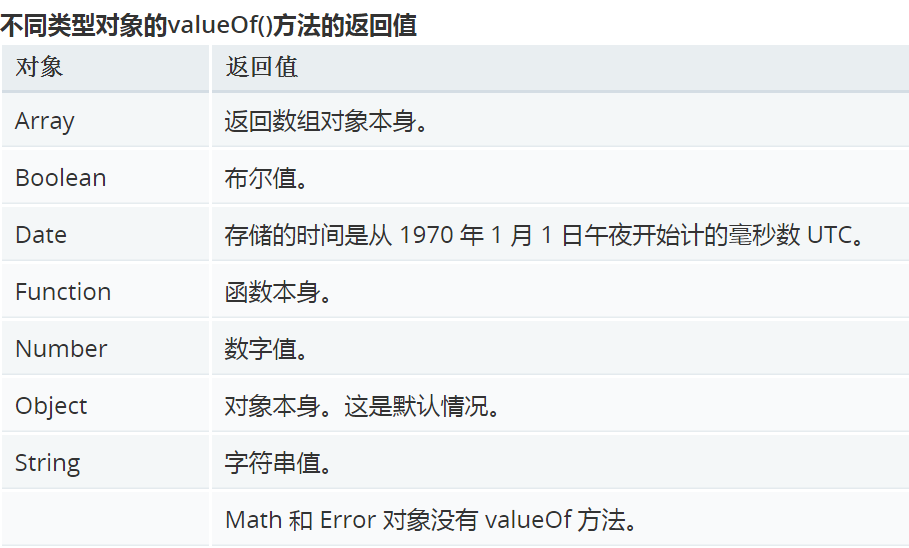 不同类型对象的valueOf()方法的返回值
对象 返回值
Array 返回数组对象本身。
Boolean 布尔值。
Date 存储的时间是从 1970 年 1 月 1 日午夜开始计的毫秒数 UTC。
Function 函数本身。
Number 数字值。
Object 对象本身。这是默认情况。
String 字符串值。
Math 和 Error 对象没有 valueOf 方法。